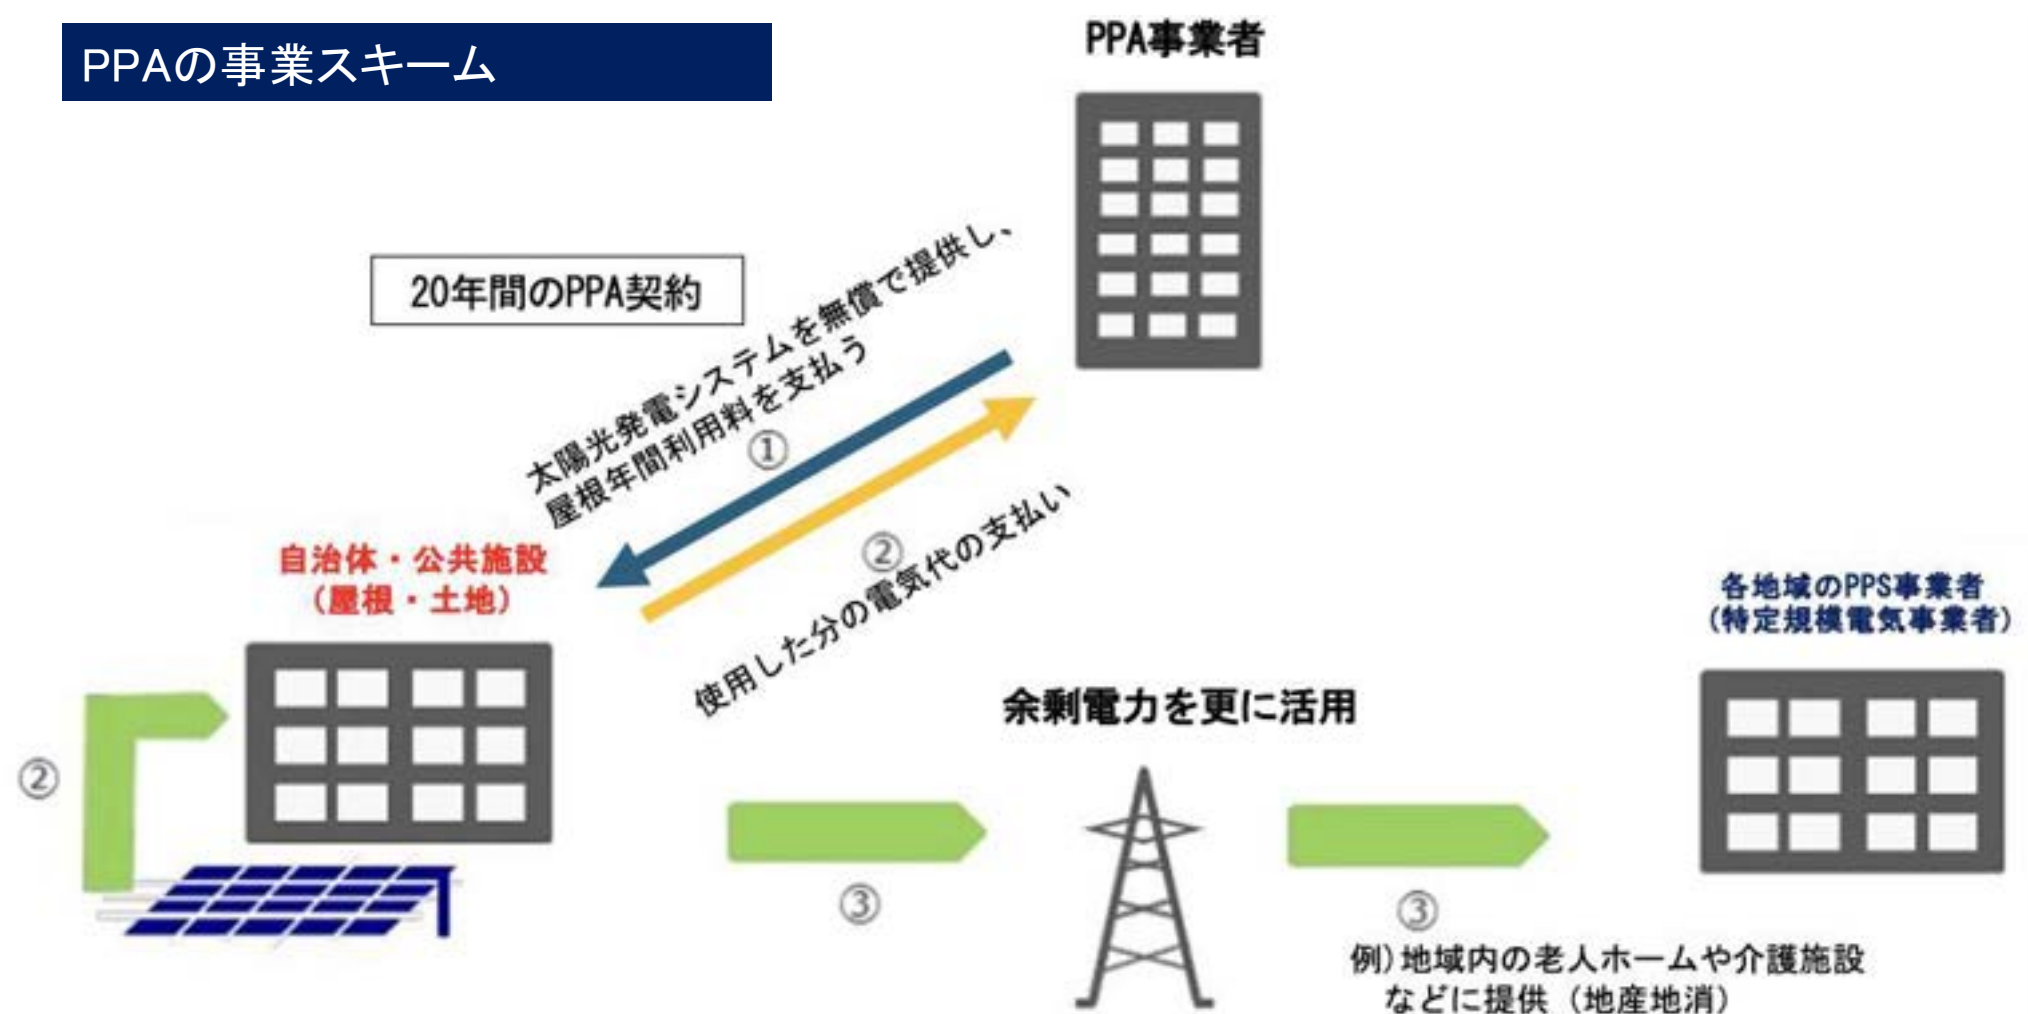 PPAの事業スキーム
PPA事業者
20年間のPPA契約
太陽光発電システムを無償で提供し、
屋根年間利用料を支払う
①
②
使用した分の電気代の支払い
自治体・公共施設
（屋根・土地）
各地域のPPS事業者
（特定規模電気事業者）
余剰電力を更に活用
②
③
③
例）地域内の老人ホームや介護施設
などに提供（地産地消）